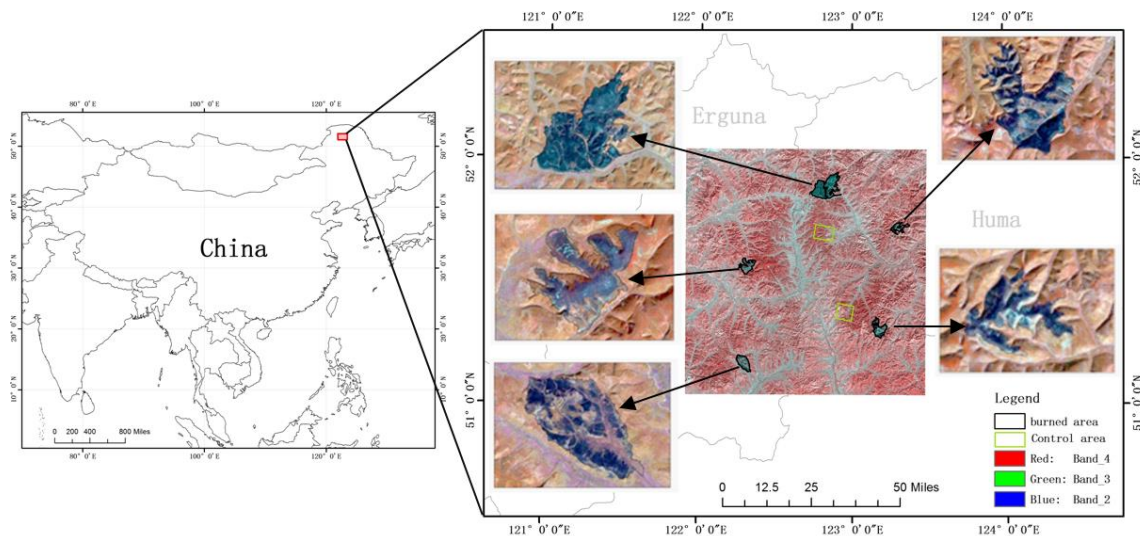 121° 0′0″E 122° 0′0″E 123° 0′0″E 124° 0′0″E
80° 0′ E 100° 0′ E 120° 0′ E
50° 0′ N
40° 0′ N
30° 0′ N
20° 0′ N
10° 0′ N
China
0 200 400 800 Miles
Erguna
Huma
52° 0′0″N
52° 0′0″N
51° 0′0″N
51° 0′0″N
Legend
burned area
Control area
Red: Band_4
Green: Band_3
Blue: Band_2
0 12.5 25 50 Miles
80° 0′ E 100° 0′ E 120° 0′ E
121° 0′0″E 122° 0′0″E 123° 0′0″E 124° 0′0″E